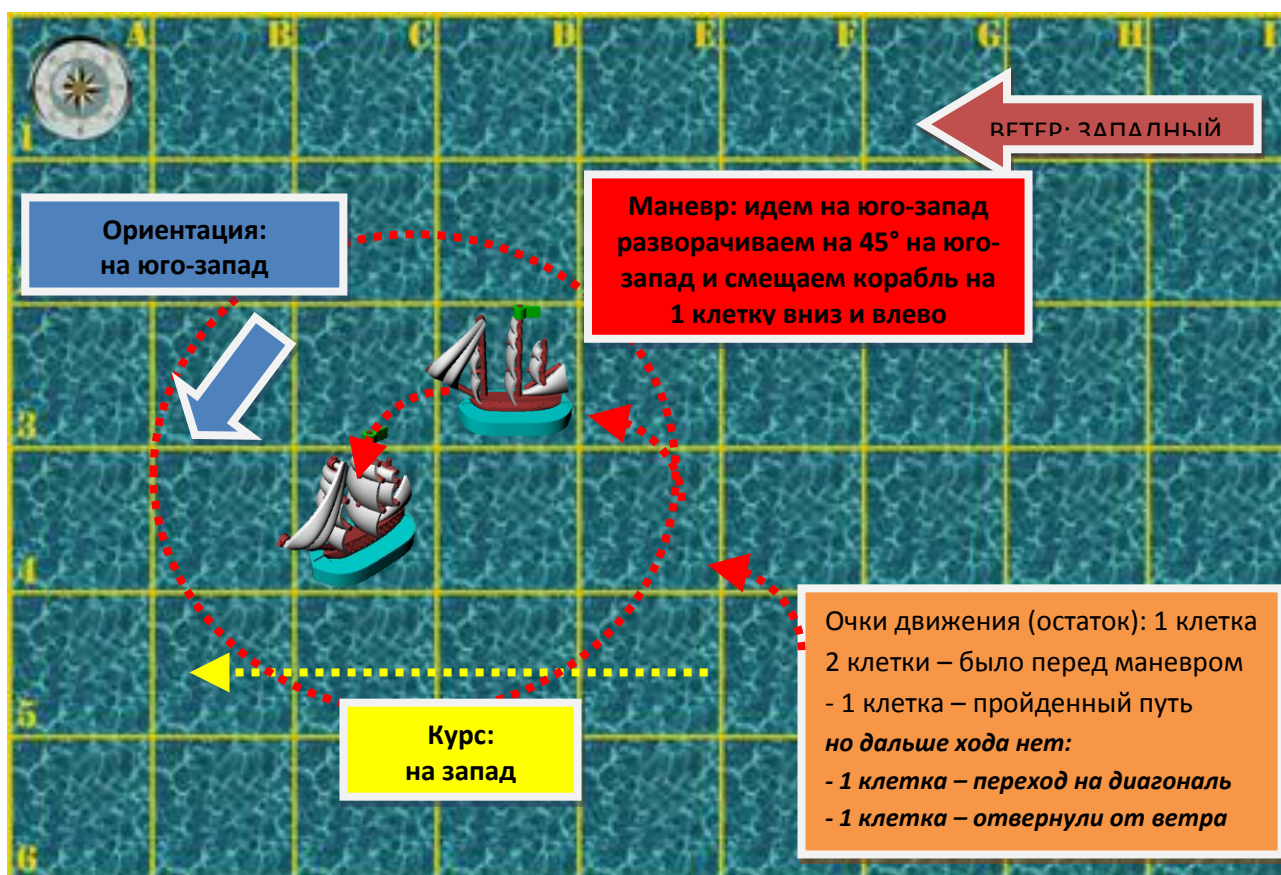 A B C D E F G H I
1
ВЕТЕР: ЗАПАДНЫЙ
Ориентация:
на юго-запад
Маневр: идем на юго-запад
разворачиваем на 45° на юго-
запад и смещаем корабль на
1 клетку вниз и влево
3
4
5
6
Курс:
на запад
Очки движения (остаток): 1 клетка
2 клетки – было перед маневром
- 1 клетка – пройденный путь
но дальше хода нет:
- 1 клетка – переход на диагональ
- 1 клетка – отвернули от ветра